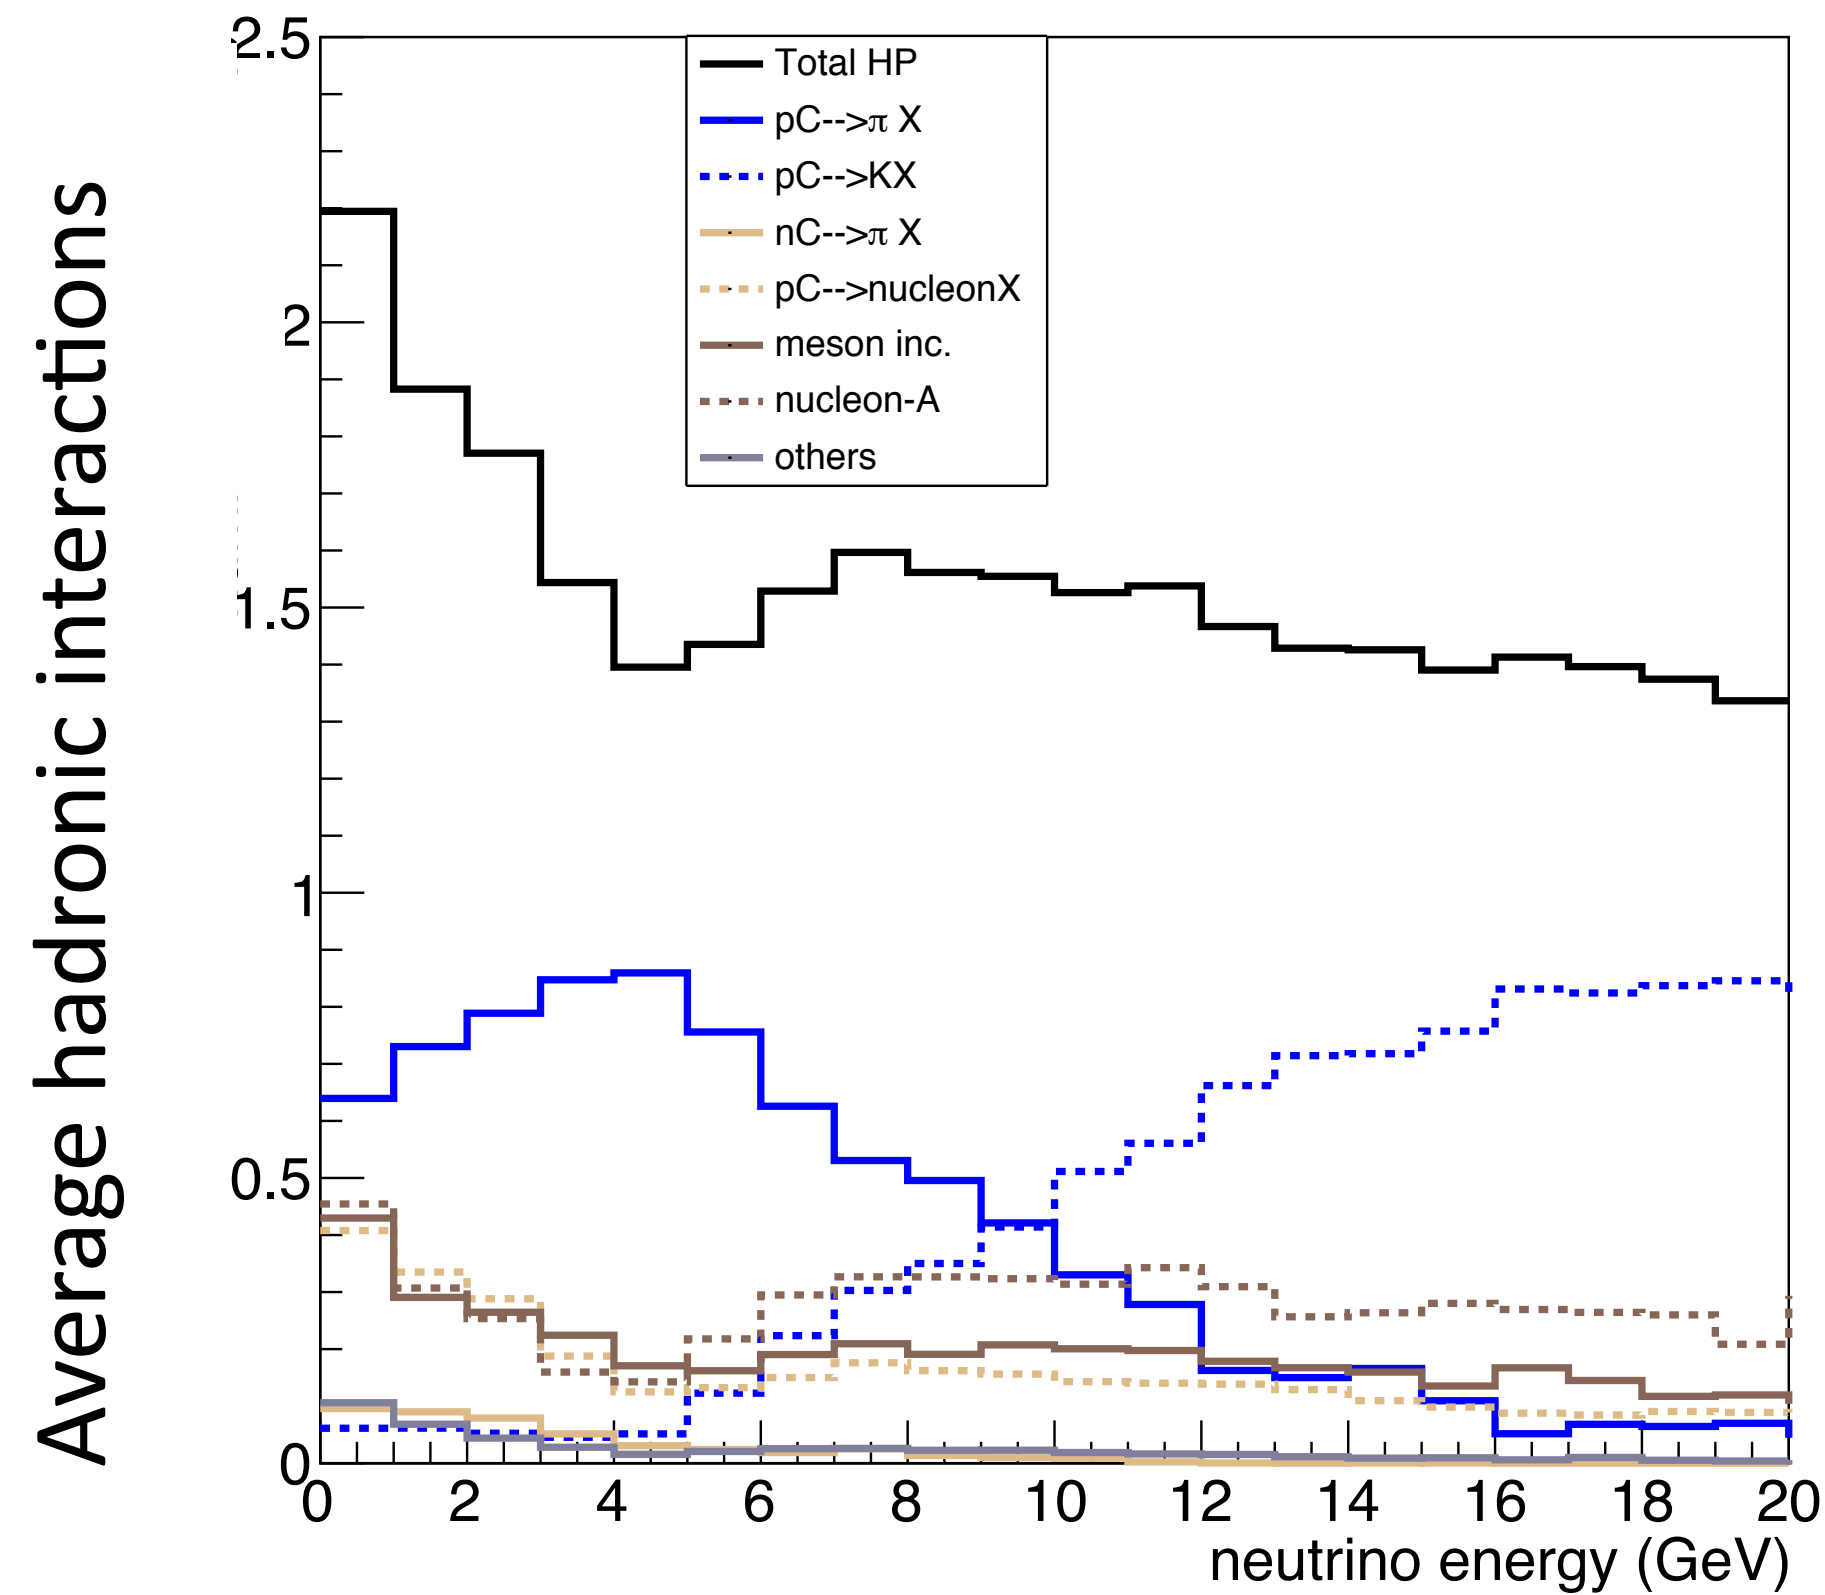 Average hadronic interactions
2.5
2
1.5
1
0.5
0
Total HP
pC-->π X
pC-->KX
nC-->π X
pC-->nucleonX
meson inc.
nucleon-A
others
0 2 4 6 8 10 12 14 16 18 20
neutrino energy (GeV)